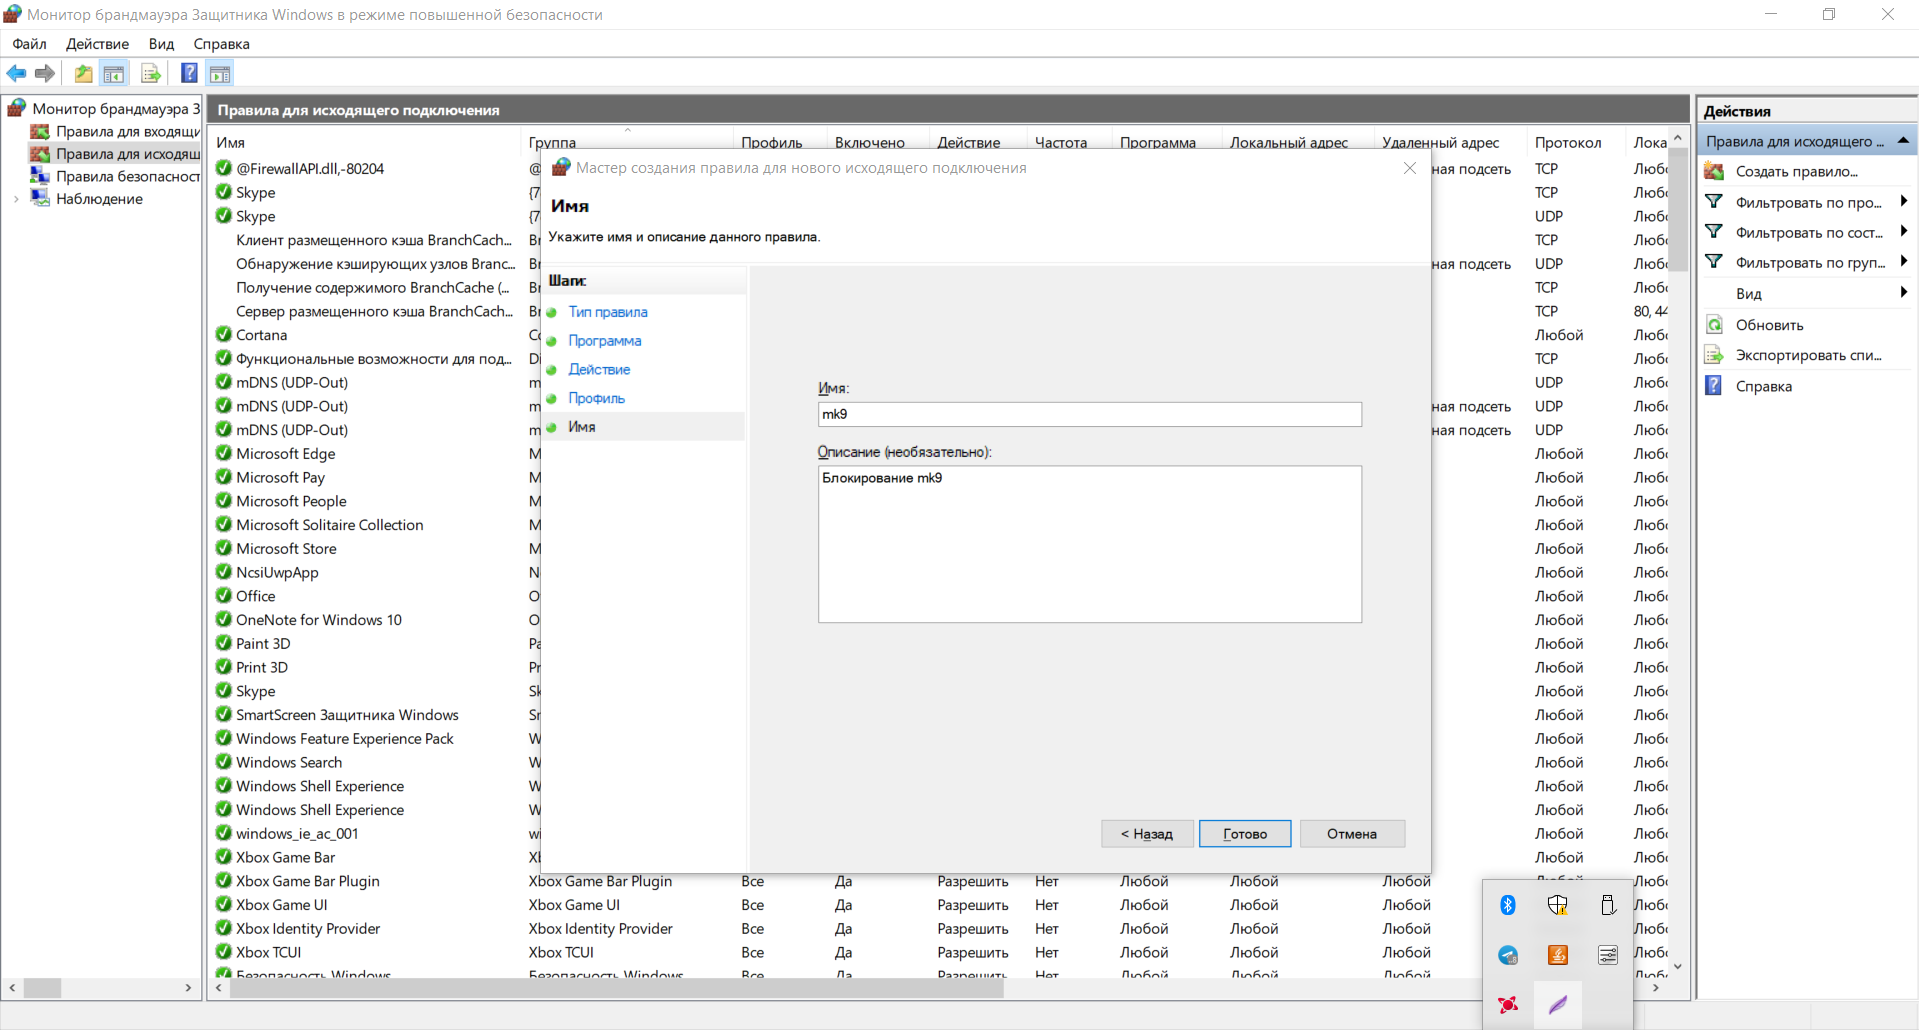 Монитор брандмауэра Защитника Windows в режиме повышенной безопасности
Файл Действие Вид Справка
Монитор брандмауэра З
Правила для входящи
Правила для исходящ
Правила безопасност
Наблюдение
Правила для исходящего подключения
Имя Группа Профиль Включено Действие Частота Программа Локальный адрес Удаленный адрес Протокол Лока
@FirewallAPI.dll,-80204 @ ная подсеть TCP Любо
Skype {7 TCP Любо
Skype {7 UDP Любо
Клиент размещенного кэша BranchCach... Br TCP Любо
Обнаружение кэширующих узлов Branc... Br ная подсеть UDP Любо
Получение содержимого BranchCache (... Br TCP Любо
Сервер размещенного кэша BranchCach... Br TCP 80, 44
Cortana Co Любой Любо
Функциональные возможности для под... Di TCP Любо
mDNS (UDP-Out) m UDP Любо
mDNS (UDP-Out) m ная подсеть UDP Любо
mDNS (UDP-Out) m ная подсеть UDP Любо
Microsoft Edge M Любой Любо
Microsoft Pay M Любой Любо
Microsoft People M Любой Любо
Microsoft Solitaire Collection M Любой Любо
Microsoft Store M Любой Любо
NcsiUwpApp N Любой Любо
Office O Любой Любо
OneNote for Windows 10 O Любой Любо
Paint 3D Pa Любой Любо
Print 3D Pr Любой Любо
Skype Sk Любой Любо
SmartScreen Защитника Windows Sr Любой Любо
Windows Feature Experience Pack W Любой Любо
Windows Search W Любой Любо
Windows Shell Experience W Любой Любо
Windows Shell Experience W Любой Любо
windows_ie_ac_001 wi Любой Любо
Xbox Game Bar Xl Любой Любо
Xbox Game Bar Plugin Xbox Game Bar Plugin Все Да Разрешить Нет Любой Любой Любой Любой Любо
Xbox Game UI Xbox Game UI Все Да Разрешить Нет Любой Любой Любой Любо
Xbox Identity Provider Xbox Identity Provider Все Да Разрешить Нет Любой Любой Любой Любо
Xbox TCUI Xbox TCUI Все Да Разрешить Нет Любой Любой Любой Любо
Безопасность Windows Безопасность Windows Все Да Разрешить Нет Любой Любой Любой Любо
Мастер создания правила для нового исходящего подключения
Имя
Укажите имя и описание данного правила.
Шаги:
Тип правила
Программа
Действие
Профиль
Имя
Имя:
mk9
Описание (необязательно):
Блокирование mk9
< Назад Готово Отмена
Действия
Правила для исходящего ...
Создать правило...
Фильтровать по про...
Фильтровать по сост...
Фильтровать по груп...
Вид
Обновить
Экспортировать спи...
Справка